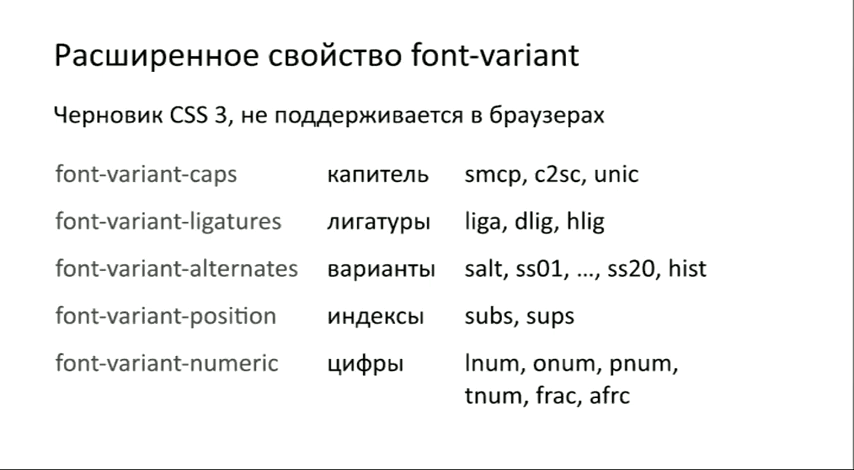 Расширенное свойство font-variant
Черновик CSS 3, не поддерживается в браузерах
font-variant-caps капитель smcp, c2sc, unic
font-variant-ligatures лигатуры liga, dlig, hlig
font-variant-alternates варианты salt, ss01, ..., ss20, hist
font-variant-position индексы subs, sups
font-variant-numeric цифры lnum, onum, pnum,
tnum, frac, afrc